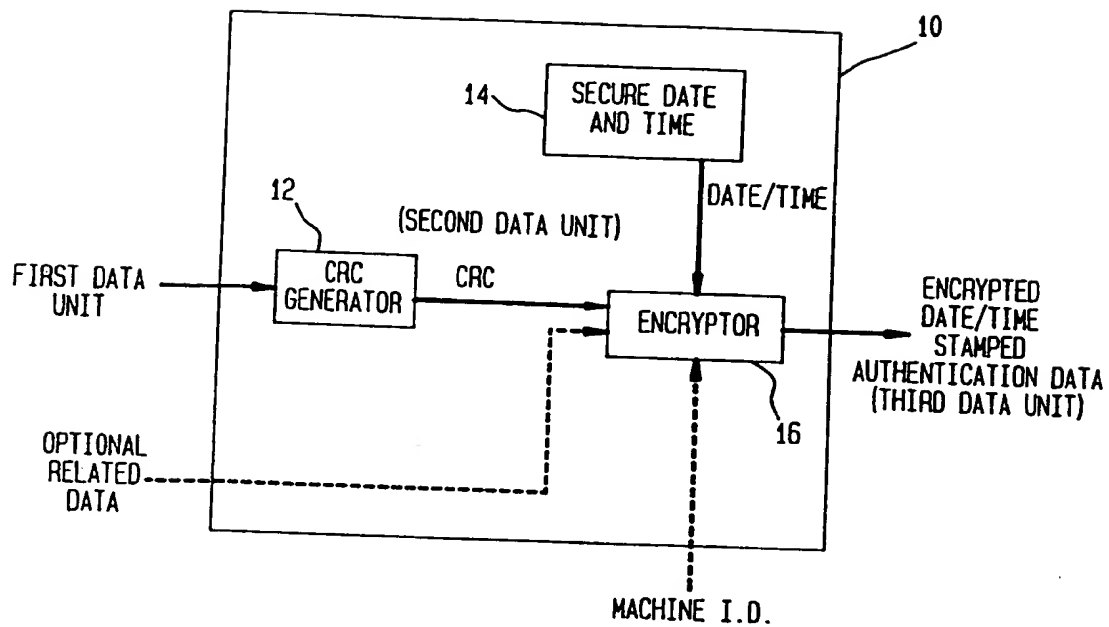 10
14
SECURE DATE
AND TIME
DATE/TIME
12
(SECOND DATA UNIT)
FIRST DATA
UNIT
CRC
GENERATOR
CRC
ENCRYPTOR
ENCRYPTED
DATE/TIME
STAMPED
AUTHENTICATION DATA
(THIRD DATA UNIT)
16
OPTIONAL
RELATED
DATA
MACHINE I.D.